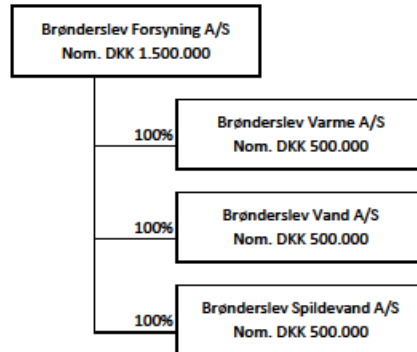 Brønderslev Forsyning A/S
Nom. DKK 1.500.000
100%
Brønderslev Varme A/S
Nom. DKK 500.000
100%
Brønderslev Vand A/S
Nom. DKK 500.000
100%
Brønderslev Spildevand A/S
Nom. DKK 500.000